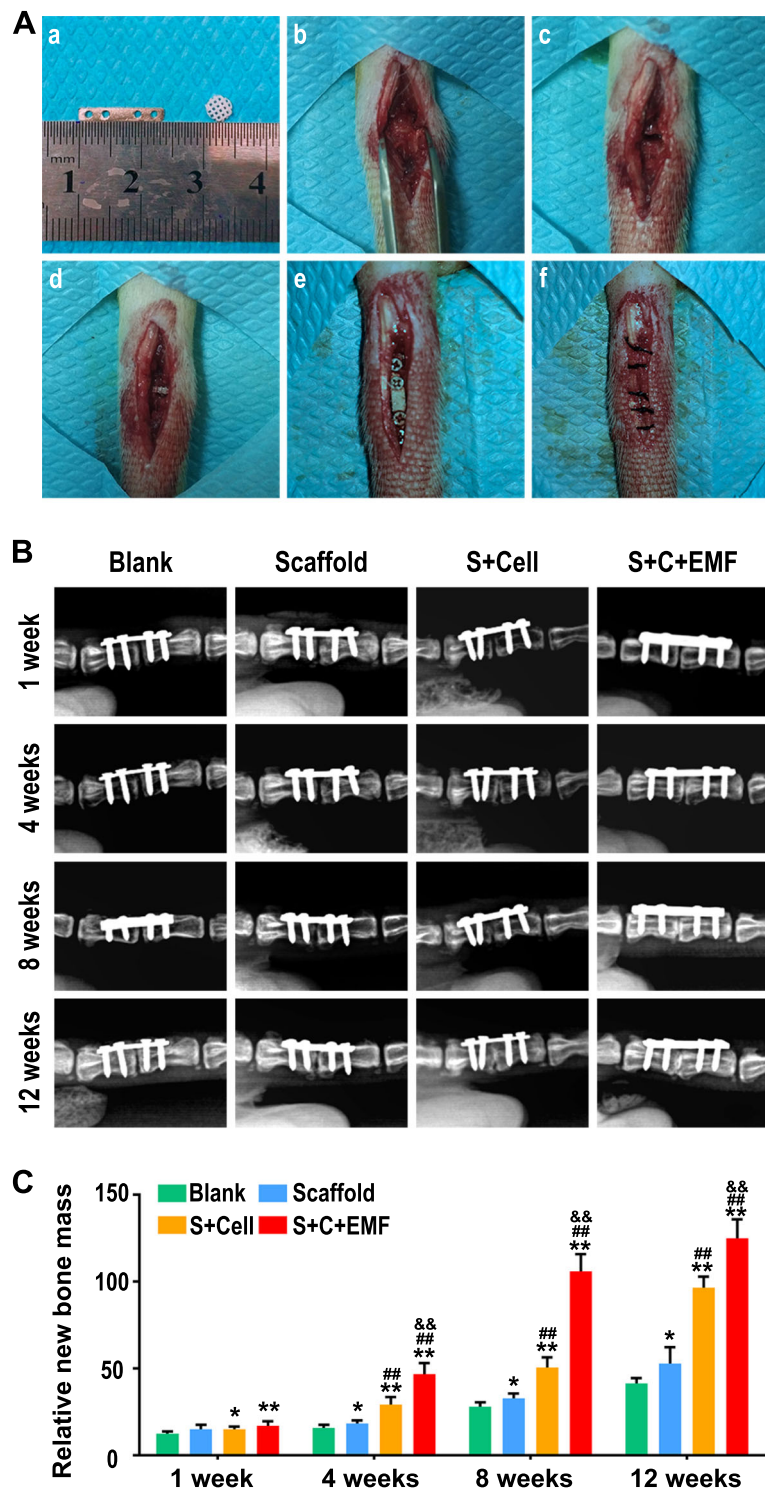 A
a
b
c
mm
1 2 3 4
d
e
f
B
Blank Scaffold S+Cell S+C+EMF
1 week
4 weeks
8 weeks
12 weeks
C
Relative new bone mass
150
100
50
0
Blank Scaffold
S+Cell S+C+EMF
* **
* ## ** && ## **
* ## ** && ## **
* ## ** && ## **
1 week 4 weeks 8 weeks 12 weeks